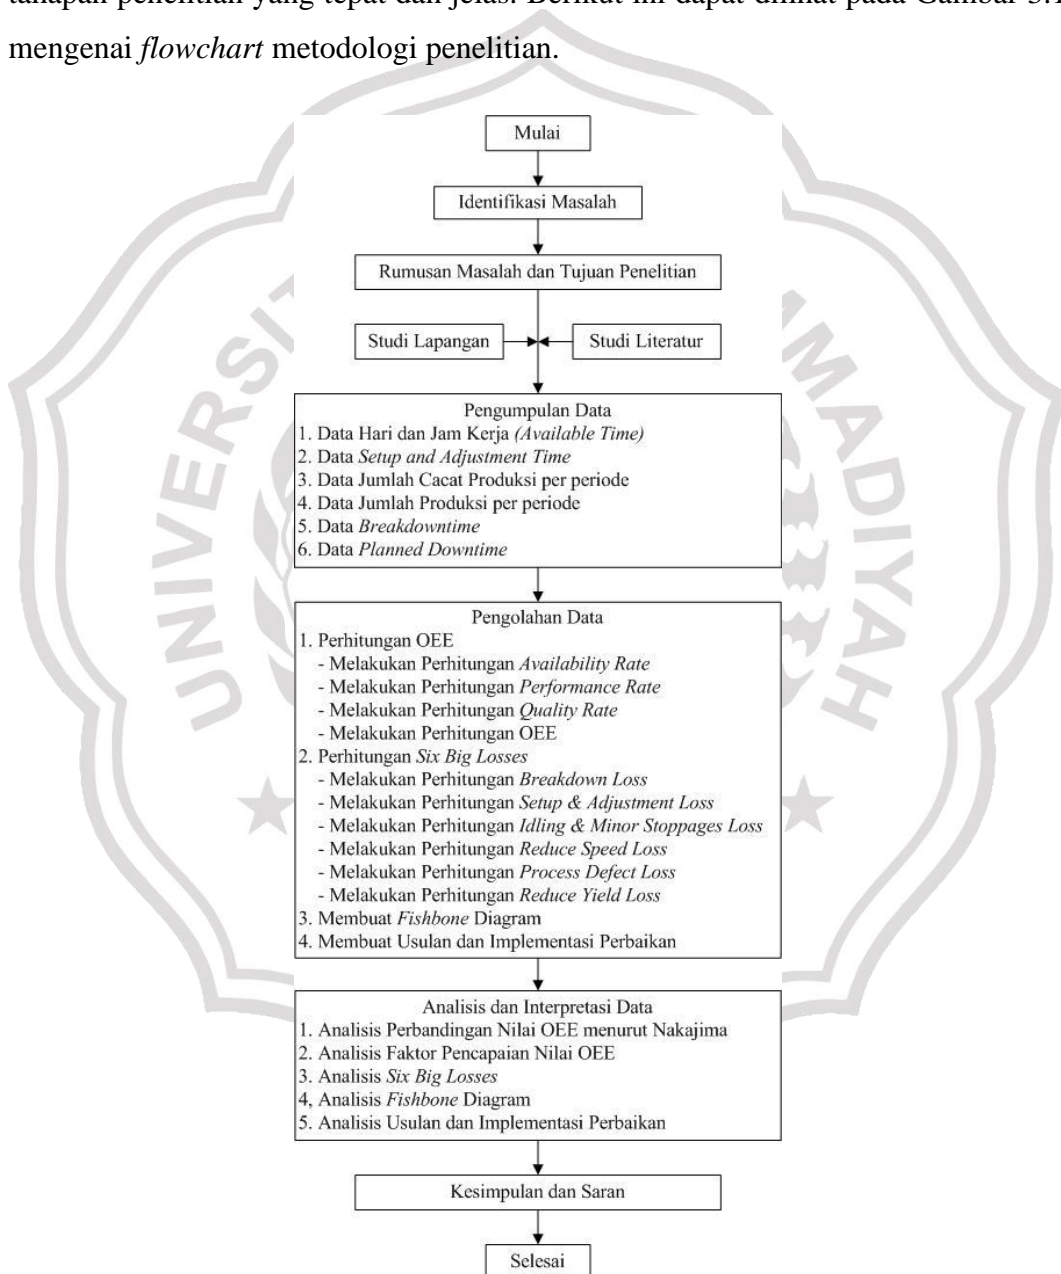 tahapan penelitian yang tepat dan jelas. Berikut ini dapat dilihat pada Gambar 3.1
mengenai flowchart metodologi penelitian.
Mulai
Identifikasi Masalah
Rumusan Masalah dan Tujuan Penelitian
Studi Lapangan
Studi Literatur
Pengumpulan Data
1. Data Hari dan Jam Kerja (Available Time)
2. Data Setup and Adjustment Time
3. Data Jumlah Cacat Produksi per periode
4. Data Jumlah Produksi per periode
5. Data Breakdowntime
6. Data Planned Downtime
Pengolahan Data
1. Perhitungan OEE
- Melakukan Perhitungan Availability Rate
- Melakukan Perhitungan Performance Rate
- Melakukan Perhitungan Quality Rate
- Melakukan Perhitungan OEE
2. Perhitungan Six Big Losses
- Melakukan Perhitungan Breakdown Loss
- Melakukan Perhitungan Setup & Adjustment Loss
- Melakukan Perhitungan Idling & Minor Stoppages Loss
- Melakukan Perhitungan Reduce Speed Loss
- Melakukan Perhitungan Process Defect Loss
- Melakukan Perhitungan Reduce Yield Loss
3. Membuat Fishbone Diagram
4. Membuat Usulan dan Implementasi Perbaikan
Analisis dan Interpretasi Data
1. Analisis Perbandingan Nilai OEE menurut Nakajima
2. Analisis Faktor Pencapaian Nilai OEE
3. Analisis Six Big Losses
4, Analisis Fishbone Diagram
5. Analisis Usulan dan Implementasi Perbaikan
Kesimpulan dan Saran
Selesai